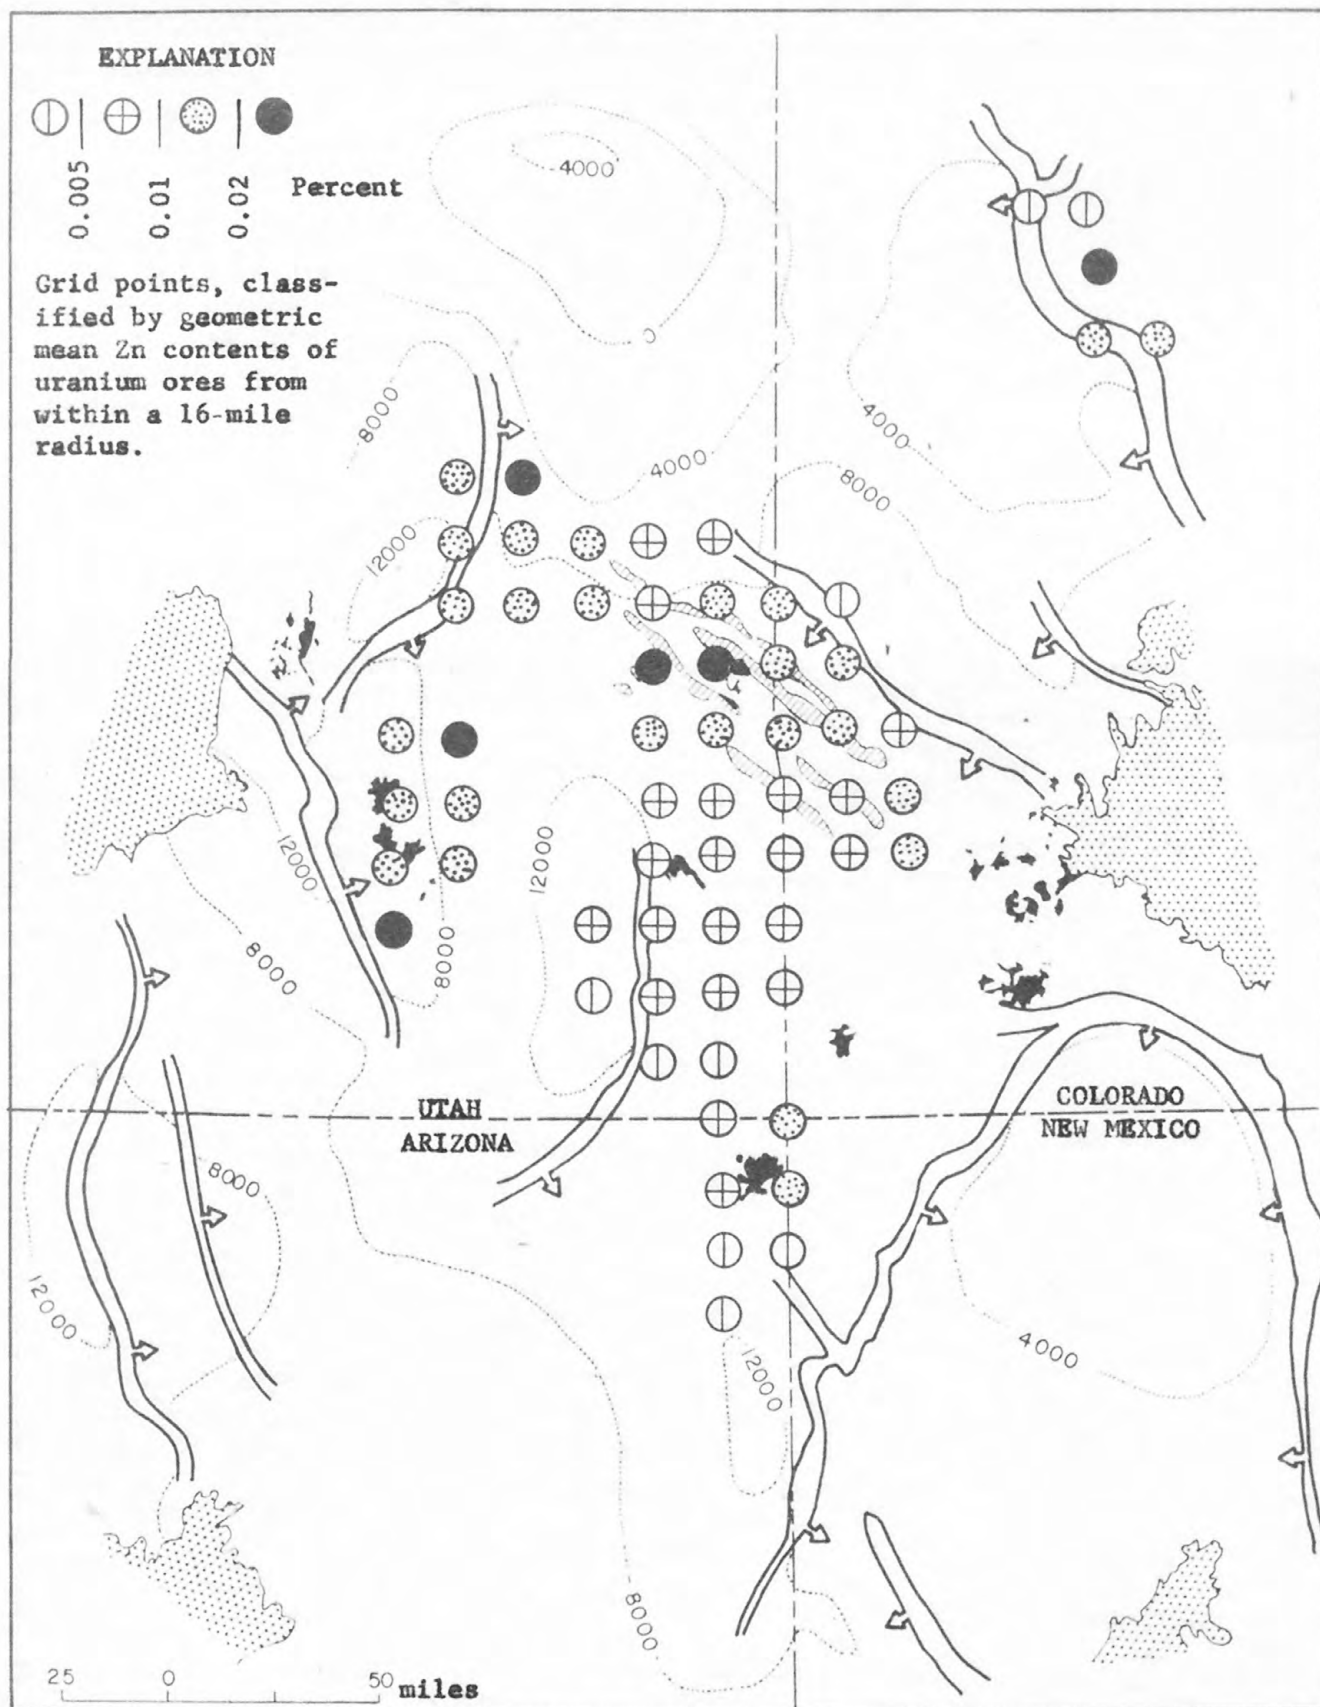 EXPLANATION
0.005
0.01
0.02
Percent
Grid points, class-
ified by geometric
mean Zn contents of
uranium ores from
within a 16-mile
radius.
4000
0
8000
4000
4000
8000
12000
12000
12000
8000
8000
UTAH
ARIZONA
COLORADO
NEW MEXICO
8000
12000
4000
12000
8000
25 0 50 miles